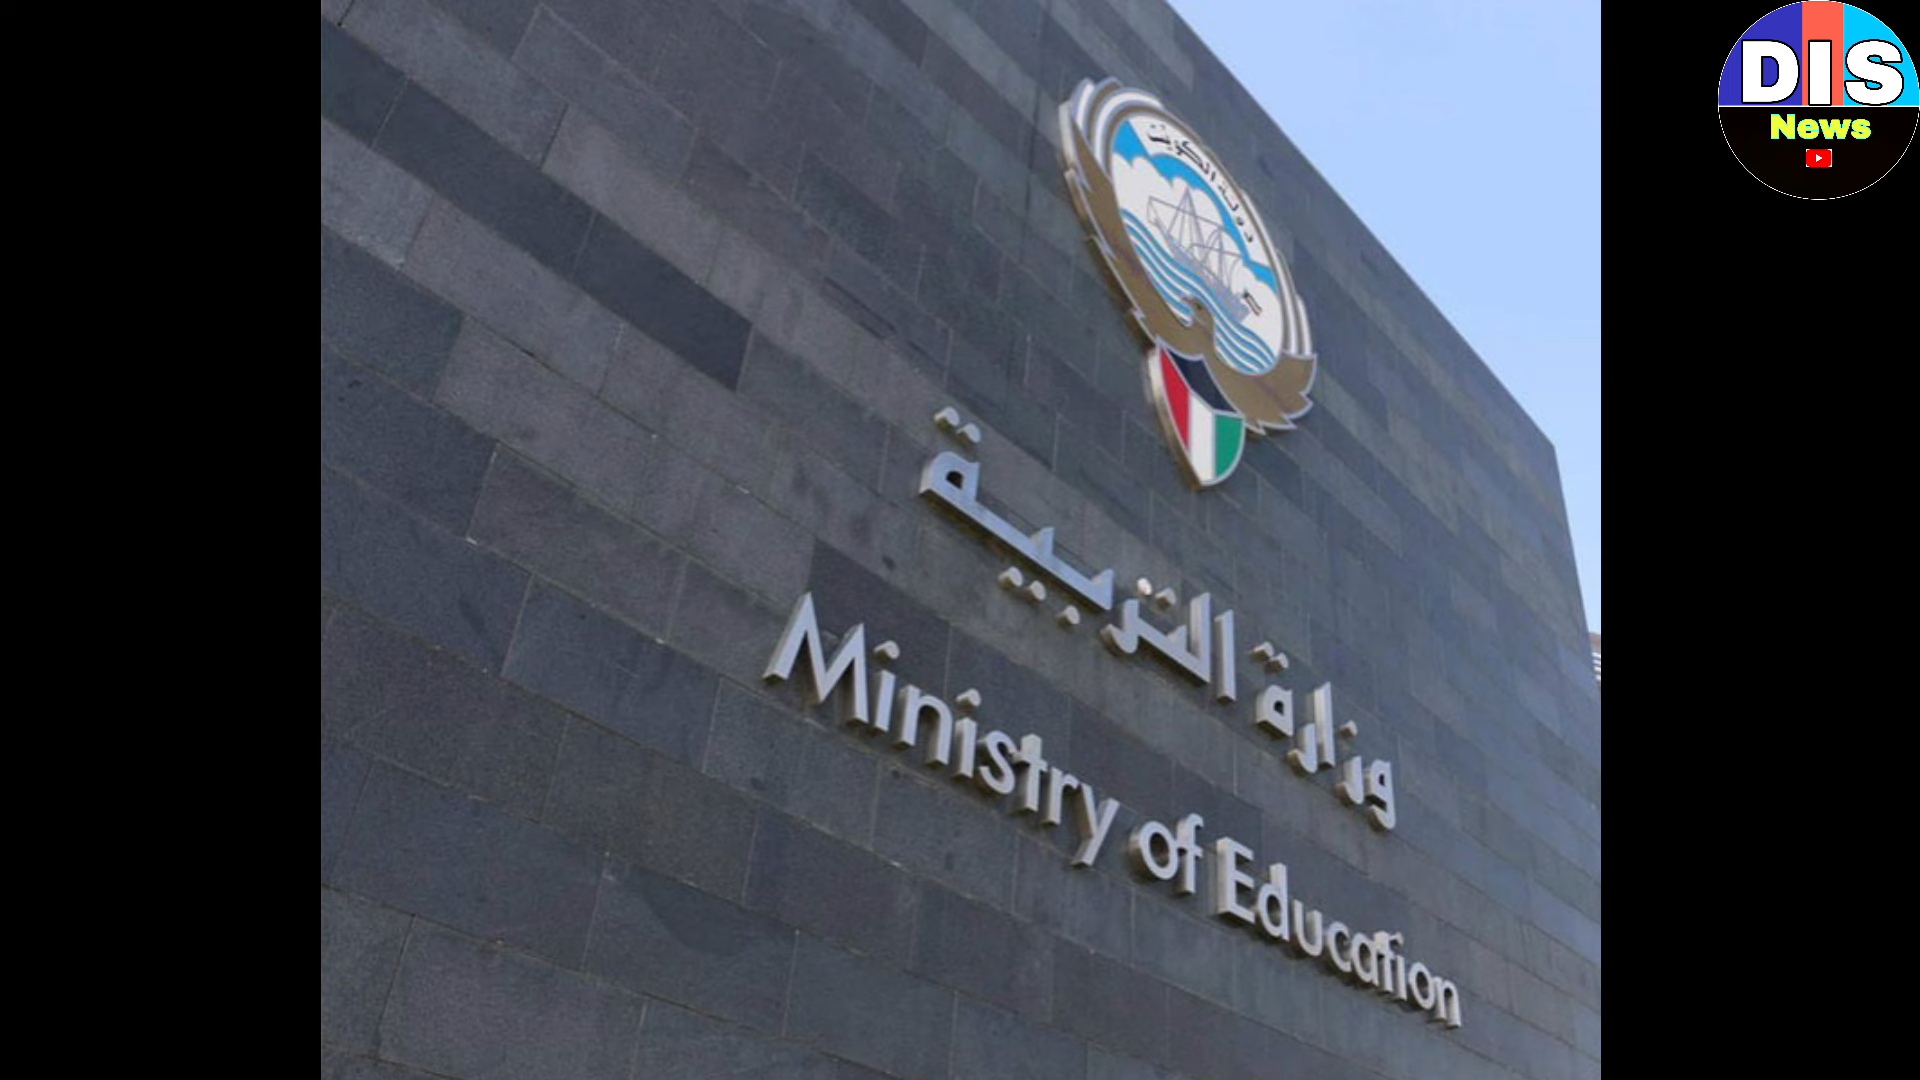 دولة الكويت
وزارة التربية
Ministry of Education
DIS
News